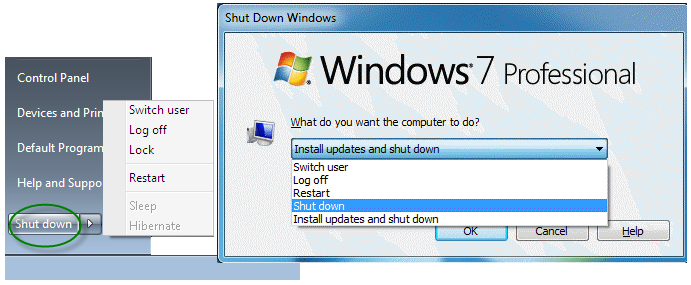 Control Panel
Devices and Prin
Default Program
Help and Suppo
Shut down
Switch user
Log off
Lock
Restart
Sleep
Hibernate
Shut Down Windows
Windows 7 Professional
What do you want the computer to do?
Install updates and shut down
Switch user
Log off
Restart
Shut down
Install updates and shut down
OK
Cancel
Help